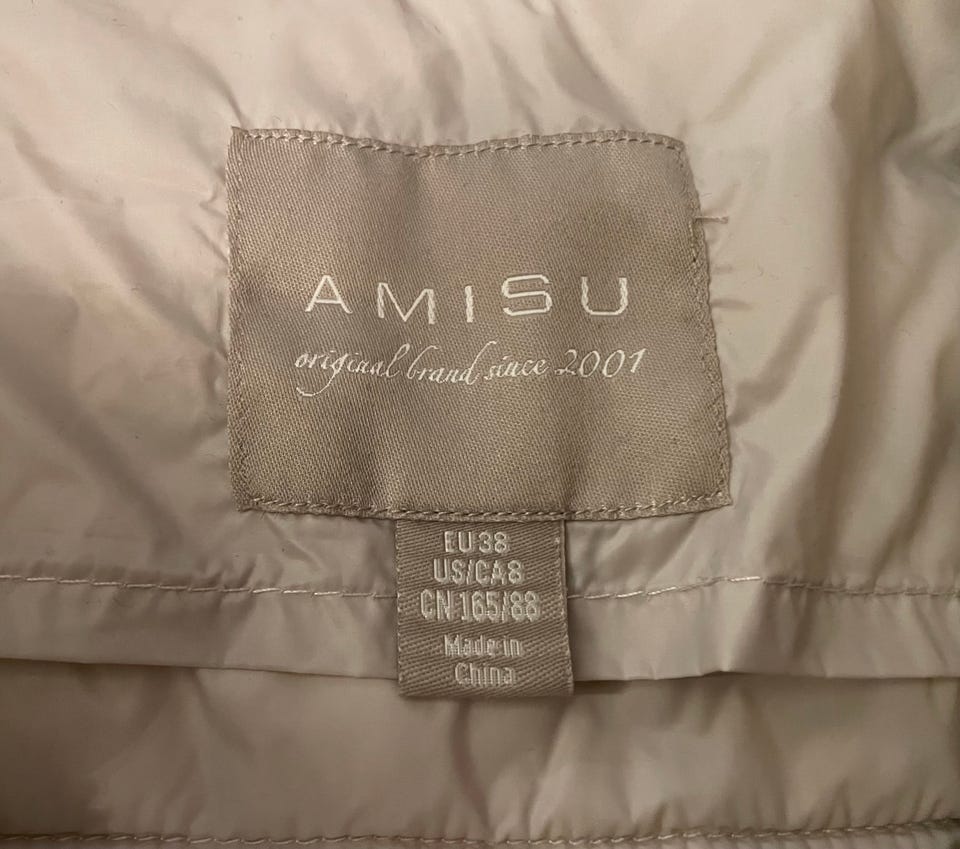 AMISU
original brand since 2001
EU 38
US/CA 8
CN 165/88
Made in
China